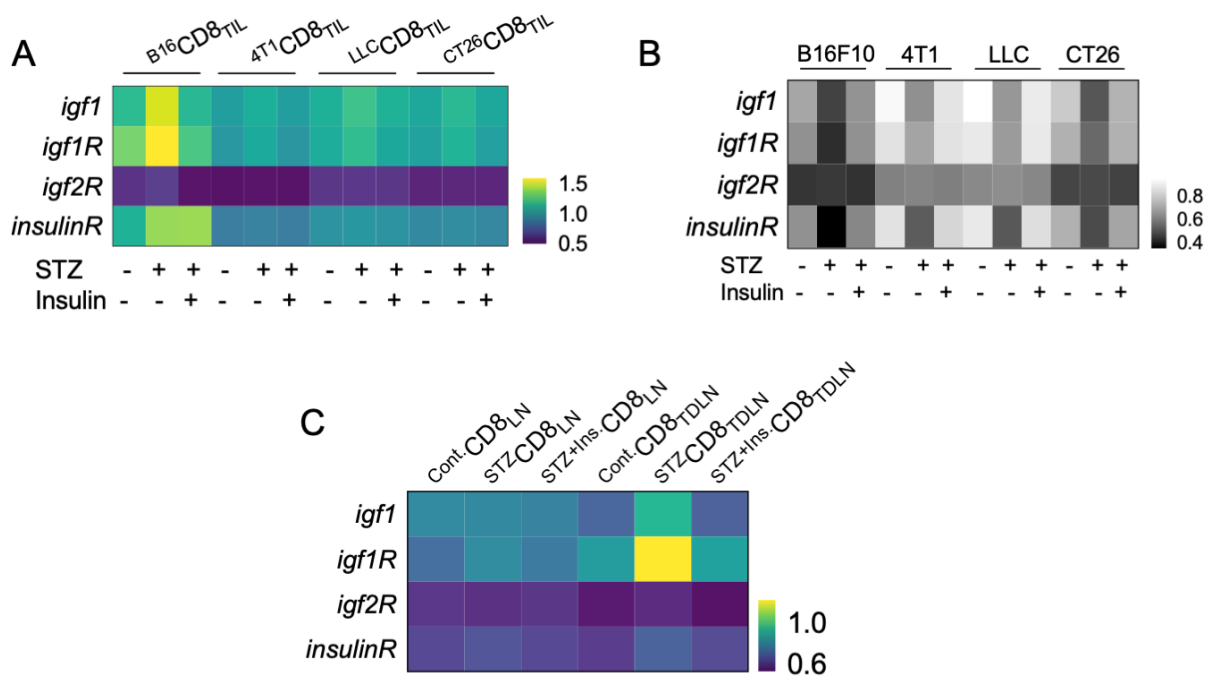 A
B16CD8TIL 4T1CD8TIL LLCCD8TIL CT26CD8TIL
igf1
igf1R
igf2R
insulinR
1.5
1.0
0.5
STZ - + + - + + - + + - + +
Insulin - - + - - + - - + - - +
B
B16F10 4T1 LLC CT26
igf1
igf1R
igf2R
insulinR
0.8
0.6
0.4
STZ - + + - + + - + + - + +
Insulin - - + - - + - - + - - +
C
Cont.CD8LN STZCD8LN STZ+Ins.CD8LN Cont.CD8TDLN STZCD8TDLN STZ+Ins.CD8TDLN
igf1
igf1R
igf2R
insulinR
1.0
0.6